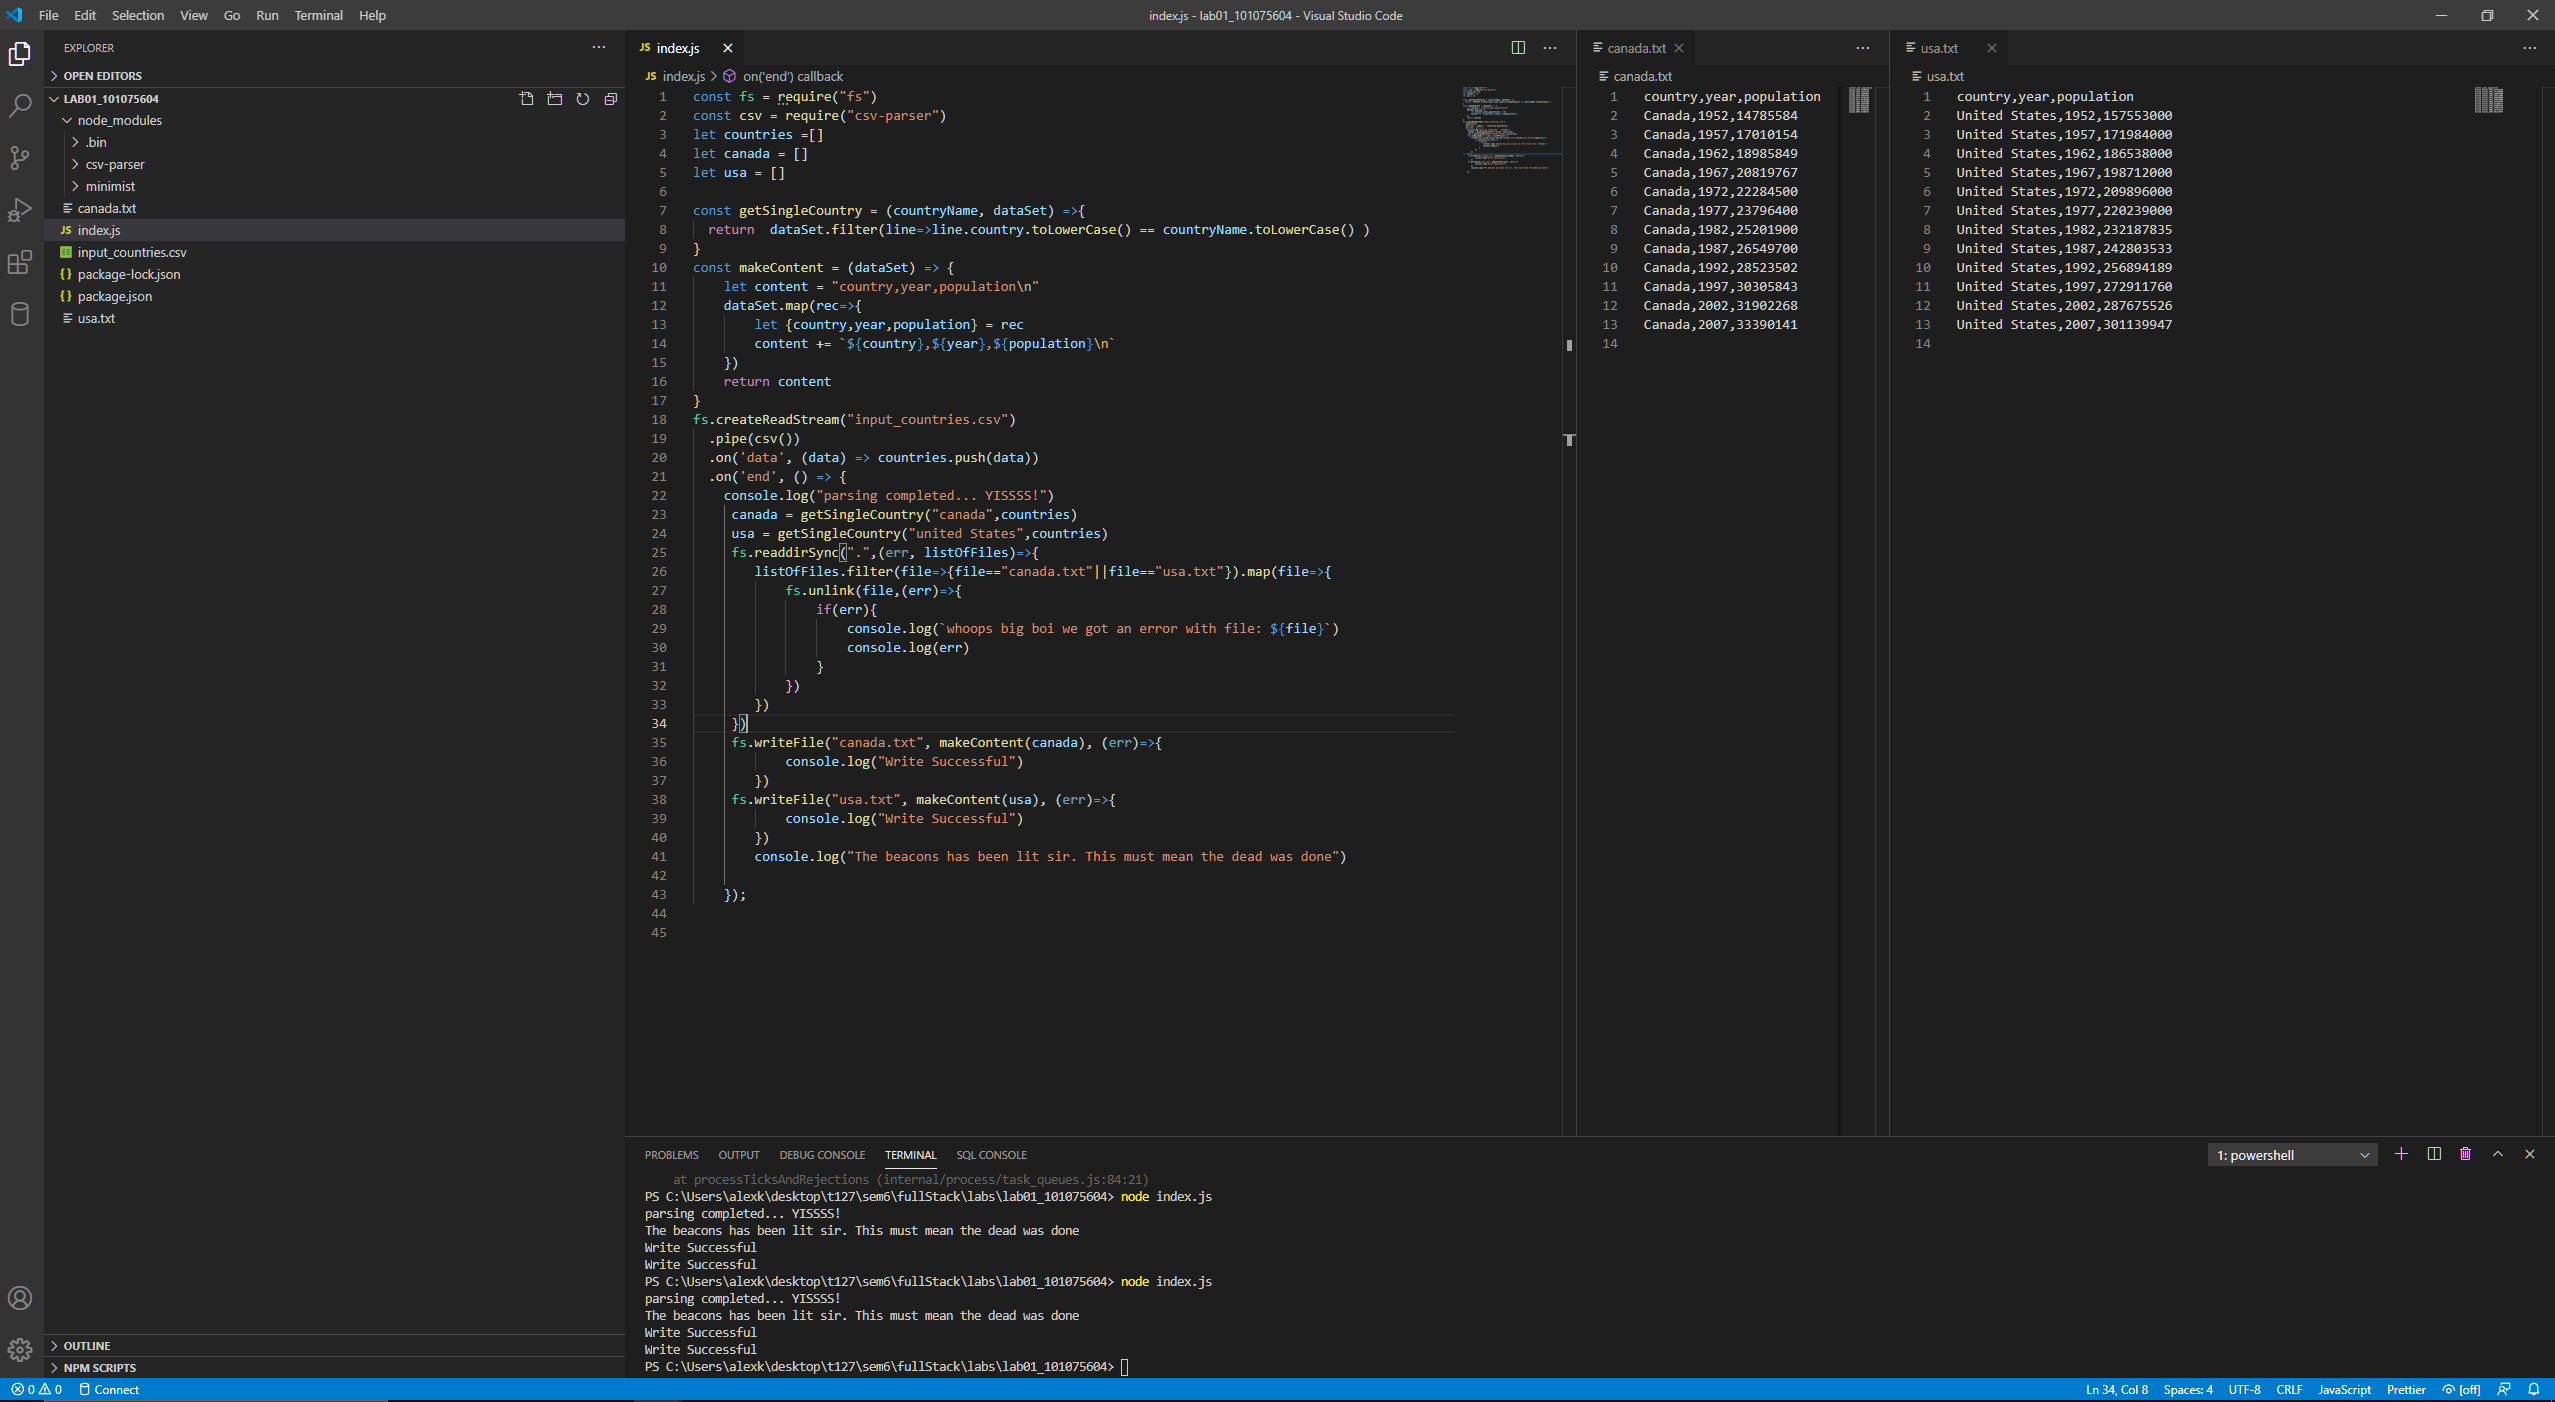 File Edit Selection View Go Run Terminal Help
index.js - lab01_101075604 - Visual Studio Code
EXPLORER
OPEN EDITORS
LAB01_101075604
node_modules
.bin
csv-parser
minimist
canada.txt
JS index.js
input_countries.csv
{} package-lock.json
{} package.json
usa.txt
OUTLINE
NPM SCRIPTS
JS index.js
JS index.js > on('end') callback
1 const fs = require("fs")
2 const csv = require("csv-parser")
3 let countries =[]
4 let canada = []
5 let usa = []
6
7 const getSingleCountry = (countryName, dataSet) =>{
8   return  dataSet.filter(line=>line.country.toLowerCase() == countryName.toLowerCase() )
9 }
10 const makeContent = (dataSet) => {
11     let content = "country,year,population\n"
12     dataSet.map(rec=>{
13         let {country,year,population} = rec
14         content += `${country},${year},${population}\n`
15     })
16     return content
17 }
18 fs.createReadStream("input_countries.csv")
19   .pipe(csv())
20   .on('data', (data) => countries.push(data))
21   .on('end', () => {
22     console.log("parsing completed... YISSSS!")
23      canada = getSingleCountry("canada",countries)
24      usa = getSingleCountry("united States",countries)
25      fs.readdirSync(".",(err, listOfFiles)=>{
26         listOfFiles.filter(file=>{file=="canada.txt"||file=="usa.txt"}).map(file=>{
27             fs.unlink(file,(err)=>{
28                 if(err){
29                     console.log(`whoops big boi we got an error with file: ${file}`)
30                     console.log(err)
31                 }
32             })
33         })
34      })
35      fs.writeFile("canada.txt", makeContent(canada), (err)=>{
36             console.log("Write Successful")
37         })
38      fs.writeFile("usa.txt", makeContent(usa), (err)=>{
39             console.log("Write Successful")
40         })
41         console.log("The beacons has been lit sir. This must mean the dead was done")
42
43     });
44
45
canada.txt
canada.txt
1 country,year,population
2 Canada,1952,14785584
3 Canada,1957,17010154
4 Canada,1962,18985849
5 Canada,1967,20819767
6 Canada,1972,22284500
7 Canada,1977,23796400
8 Canada,1982,25201900
9 Canada,1987,26549700
10 Canada,1992,28523502
11 Canada,1997,30305843
12 Canada,2002,31902268
13 Canada,2007,33390141
14
usa.txt
usa.txt
1 country,year,population
2 United States,1952,157553000
3 United States,1957,171984000
4 United States,1962,186538000
5 United States,1967,198712000
6 United States,1972,209896000
7 United States,1977,220239000
8 United States,1982,232187835
9 United States,1987,242803533
10 United States,1992,256894189
11 United States,1997,272911760
12 United States,2002,287675526
13 United States,2007,301139947
14
PROBLEMS OUTPUT DEBUG CONSOLE TERMINAL SQL CONSOLE
1: powershell
at processTicksAndRejections (internal/process/task_queues.js:84:21)
PS C:\Users\alexk\desktop\t127\sem6\fullStack\labs\lab01_101075604> node index.js
parsing completed... YISSSS!
The beacons has been lit sir. This must mean the dead was done
Write Successful
Write Successful
PS C:\Users\alexk\desktop\t127\sem6\fullStack\labs\lab01_101075604> node index.js
parsing completed... YISSSS!
The beacons has been lit sir. This must mean the dead was done
Write Successful
Write Successful
PS C:\Users\alexk\desktop\t127\sem6\fullStack\labs\lab01_101075604>
0 0 Connect
Ln 34, Col 8 Spaces: 4 UTF-8 CRLF JavaScript Prettier [off]